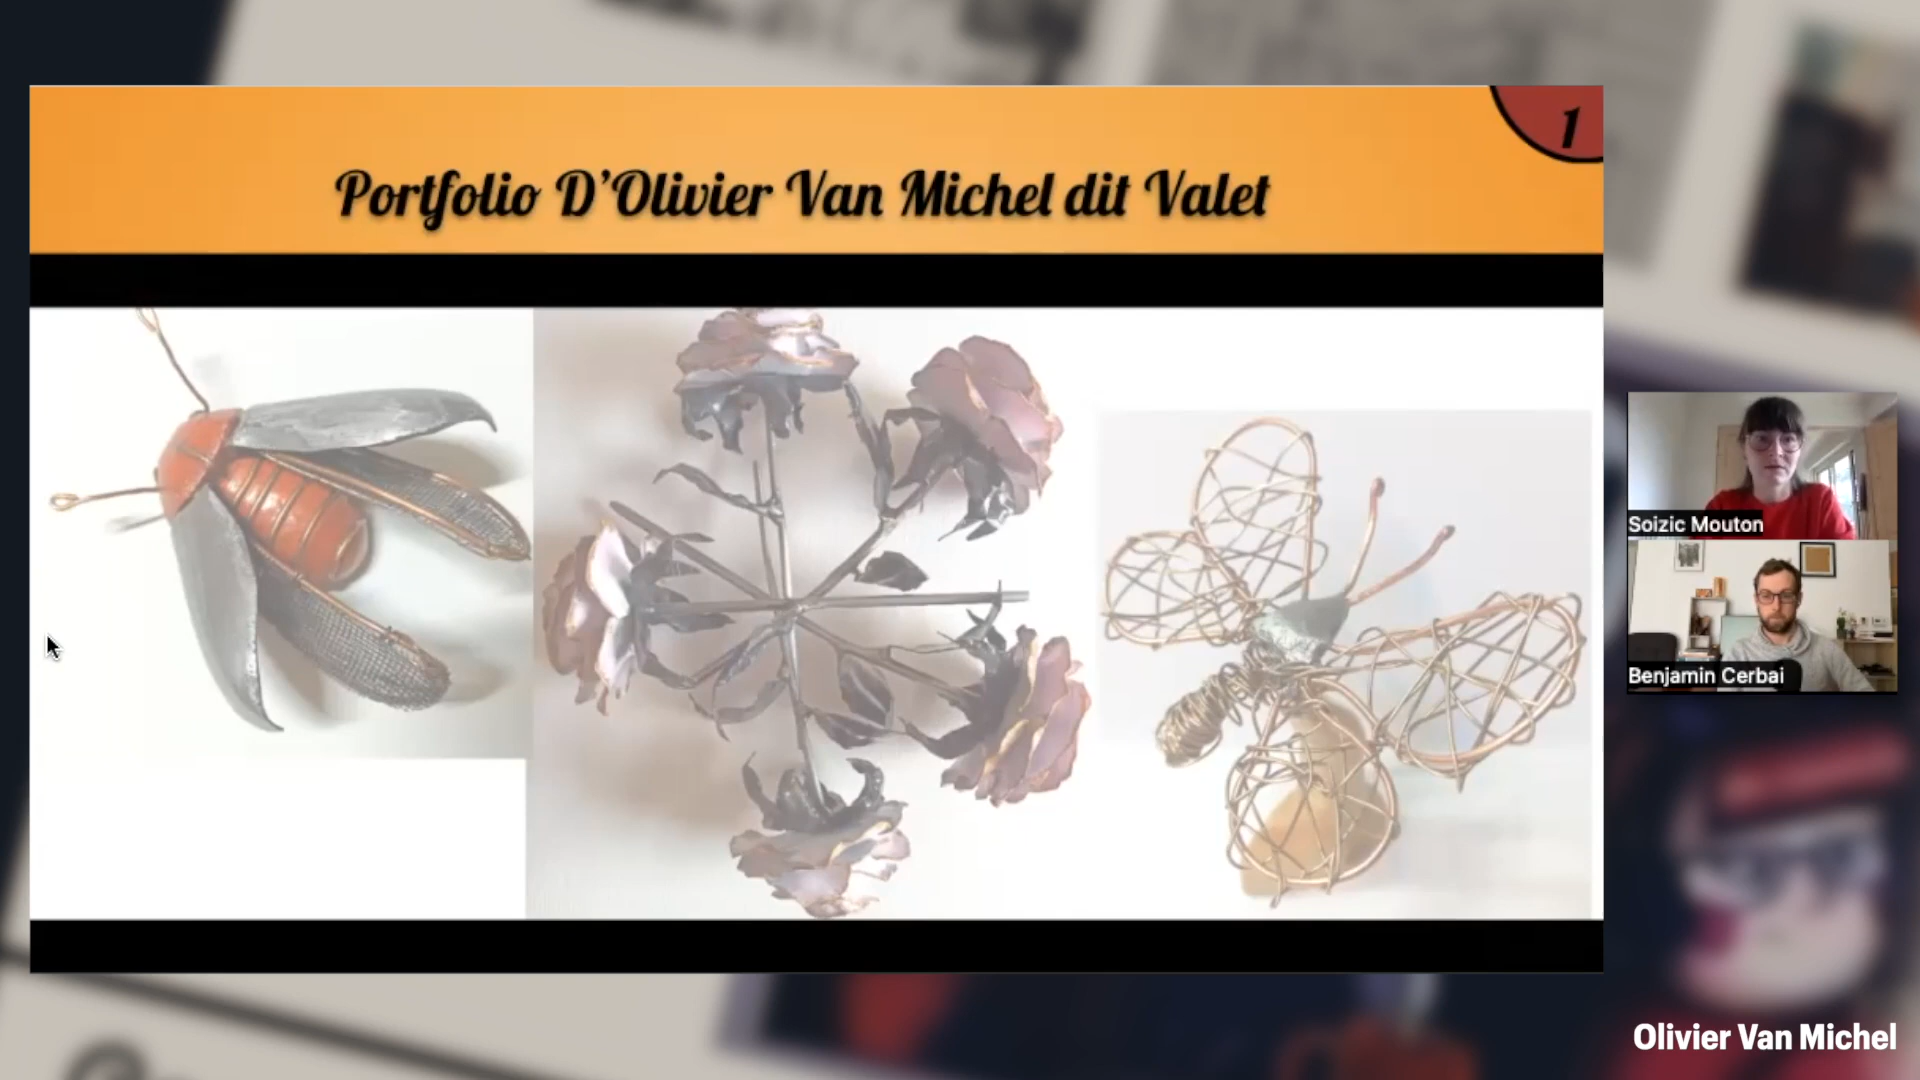 1
Portfolio D’Olivier Van Michel dit Valet
Soizic Mouton
Benjamin Cerbai
Olivier Van Michel